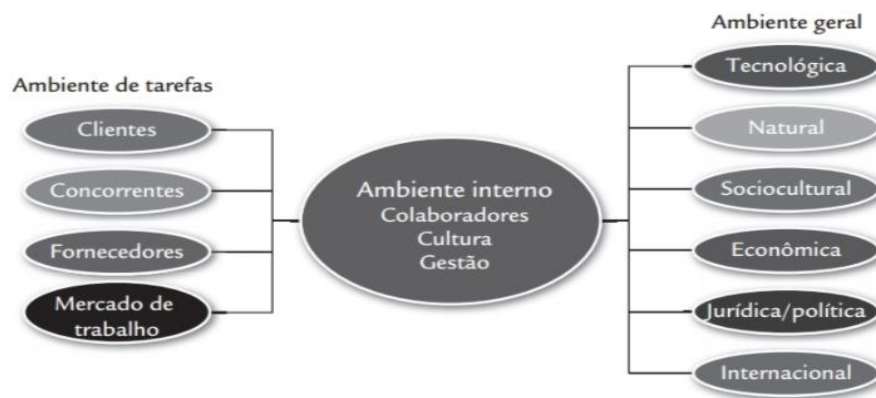 Ambiente de tarefas
Clientes
Concorrentes
Fornecedores
Mercado de
trabalho
Ambiente interno
Colaboradores
Cultura
Gestão
Ambiente geral
Tecnológica
Natural
Sociocultural
Econômica
Jurídica/política
Internacional